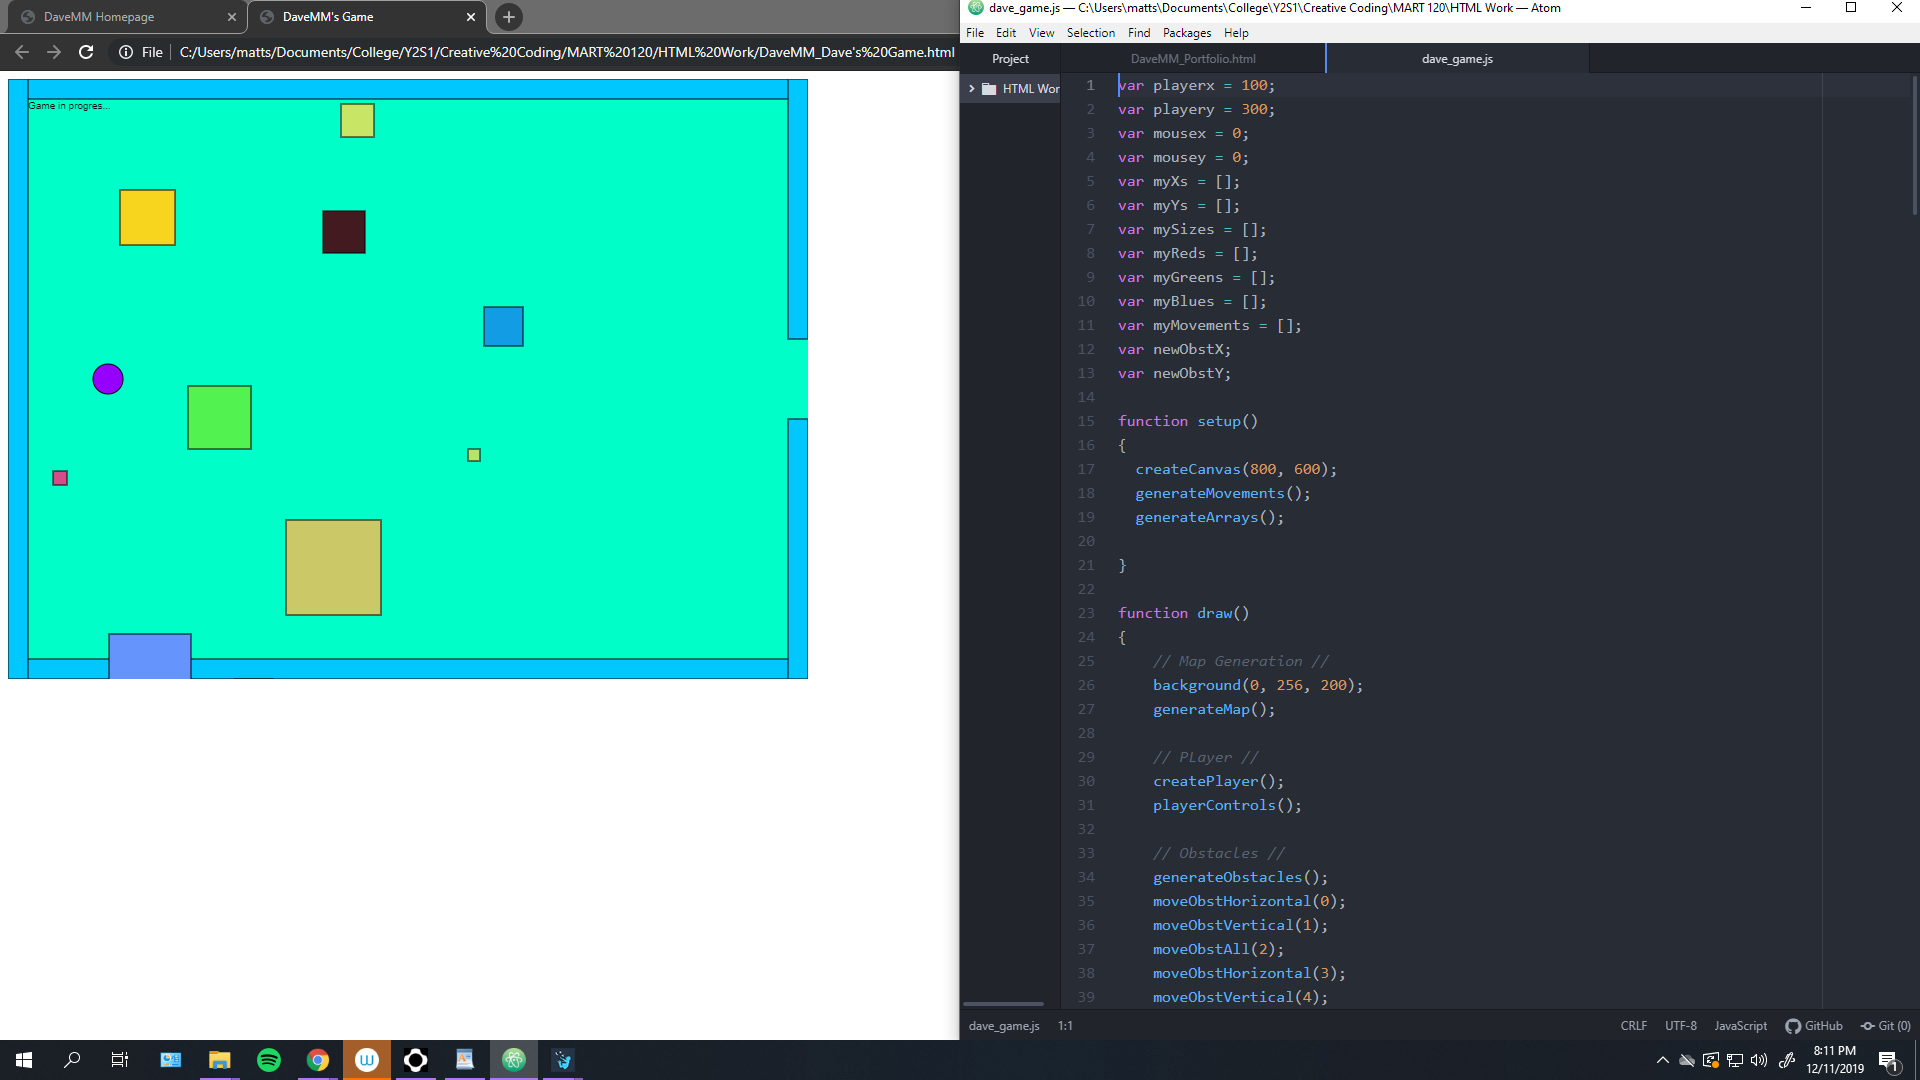 DaveMM Homepage
DaveMM's Game
File
C:/Users/matts/Documents/College/Y2S1/Creative%20Coding/MART%20120/HTML%20Work/DaveMM_Dave's%20Game.html
Game in progres...
dave_game.js — C:\Users\matts\Documents\College\Y2S1\Creative Coding\MART 120\HTML Work — Atom
File Edit View Selection Find Packages Help
Project
DaveMM_Portfolio.html
dave_game.js
HTML Wor
1 var playerx = 100;
2 var playery = 300;
3 var mousex = 0;
4 var mousey = 0;
5 var myXs = [];
6 var myYs = [];
7 var mySizes = [];
8 var myReds = [];
9 var myGreens = [];
10 var myBlues = [];
11 var myMovements = [];
12 var newObstX;
13 var newObstY;
14
15 function setup()
16 {
17 createCanvas(800, 600);
18 generateMovements();
19 generateArrays();
20
21 }
22
23 function draw()
24 {
25 // Map Generation //
26 background(0, 256, 200);
27 generateMap();
28
29 // PLayer //
30 createPlayer();
31 playerControls();
32
33 // Obstacles //
34 generateObstacles();
35 moveObstHorizontal(0);
36 moveObstVertical(1);
37 moveObstAll(2);
38 moveObstHorizontal(3);
39 moveObstVertical(4);
dave_game.js 1:1
CRLF UTF-8 JavaScript GitHub Git (0)
8:11 PM
12/11/2019
1